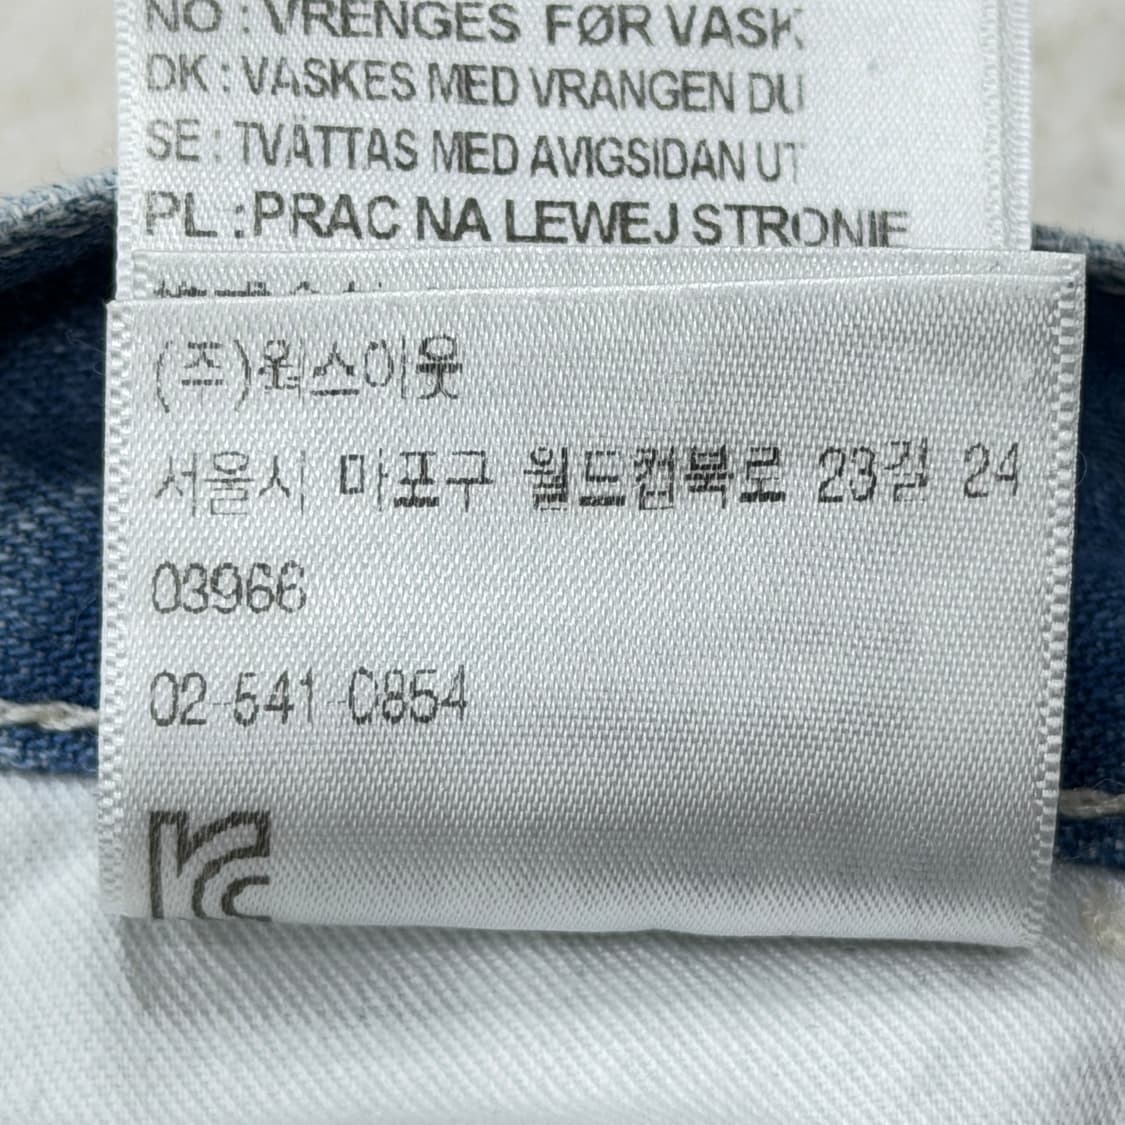 NO : VRENGES FØR VASK
DK : VASKES MED VRANGEN DU
SE : TVÄTTAS MED AVIGSIDAN UT
PL : PRAC NA LEWEJ STRONIE
(주)웍스아웃
서울시 마포구 월드컵북로 23길 24
03966
02-541-0854